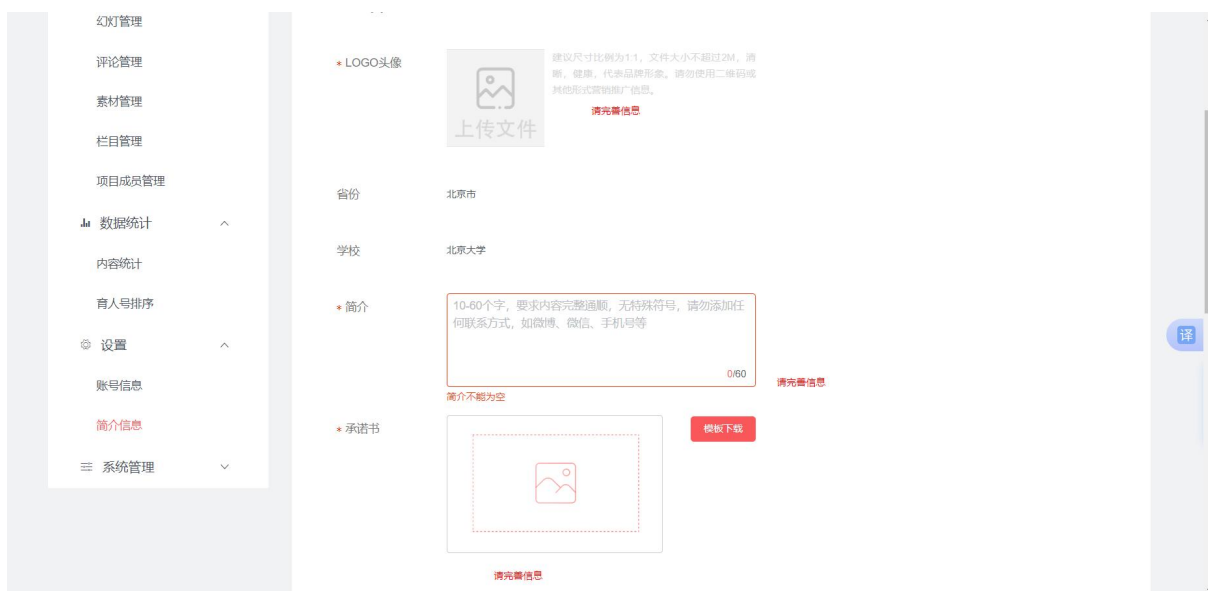 幻灯管理
评论管理
素材管理
栏目管理
项目成员管理
数据统计
内容统计
育人号排序
设置
账号信息
简介信息
系统管理
* LOGO头像
上传文件
建议尺寸比例为1:1，文件大小不超过2M，清
晰，健康，代表品牌形象。请勿使用二维码或
其他形式营销推广信息。
请完善信息
省份
北京市
学校
北京大学
* 简介
10-60个字，要求内容完整通顺，无特殊符号，请勿添加任
何联系方式，如微博、微信、手机号等
0/60
请完善信息
简介不能为空
* 承诺书
模板下载
请完善信息
译